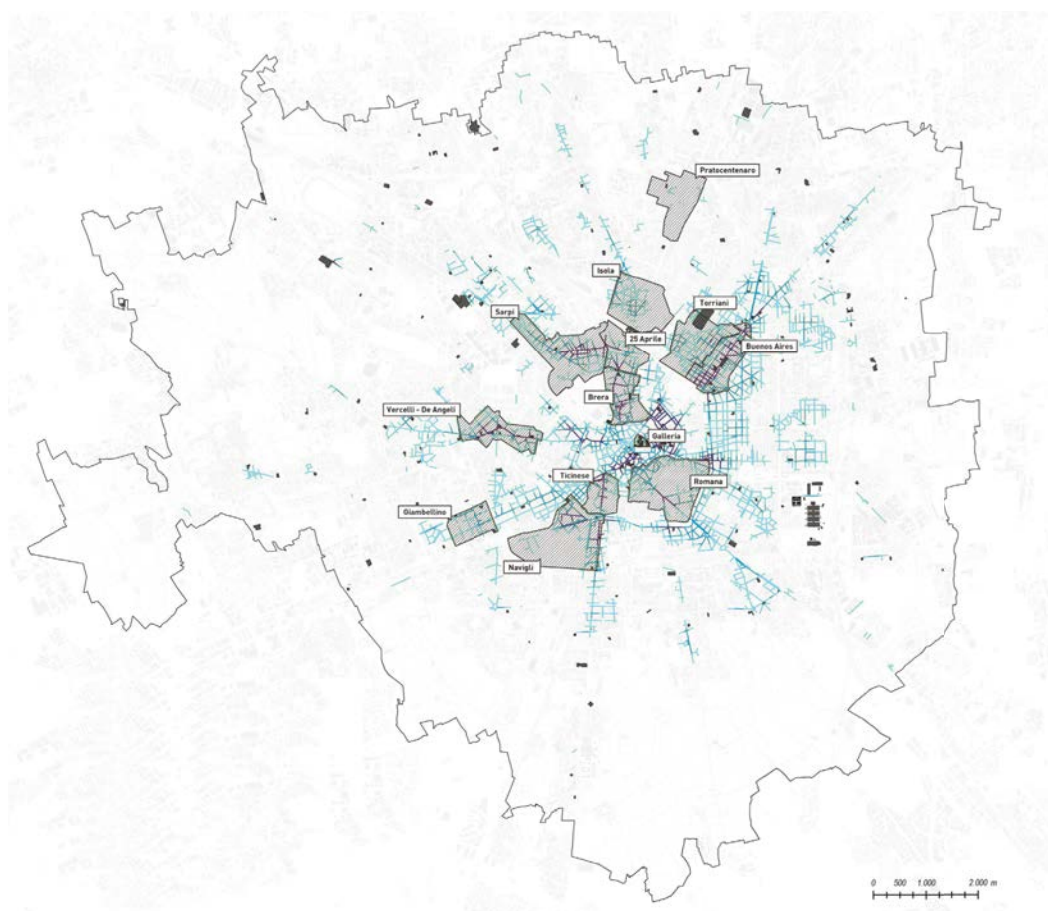 Pratocentenaro
Isola
Torriani
Sarpi
25 Aprile
Buenos Aires
Brera
Vercelli - De Angeli
Galleria
Ticinese
Romana
Giambellino
Navigli
0 500 1.000 2.000 m